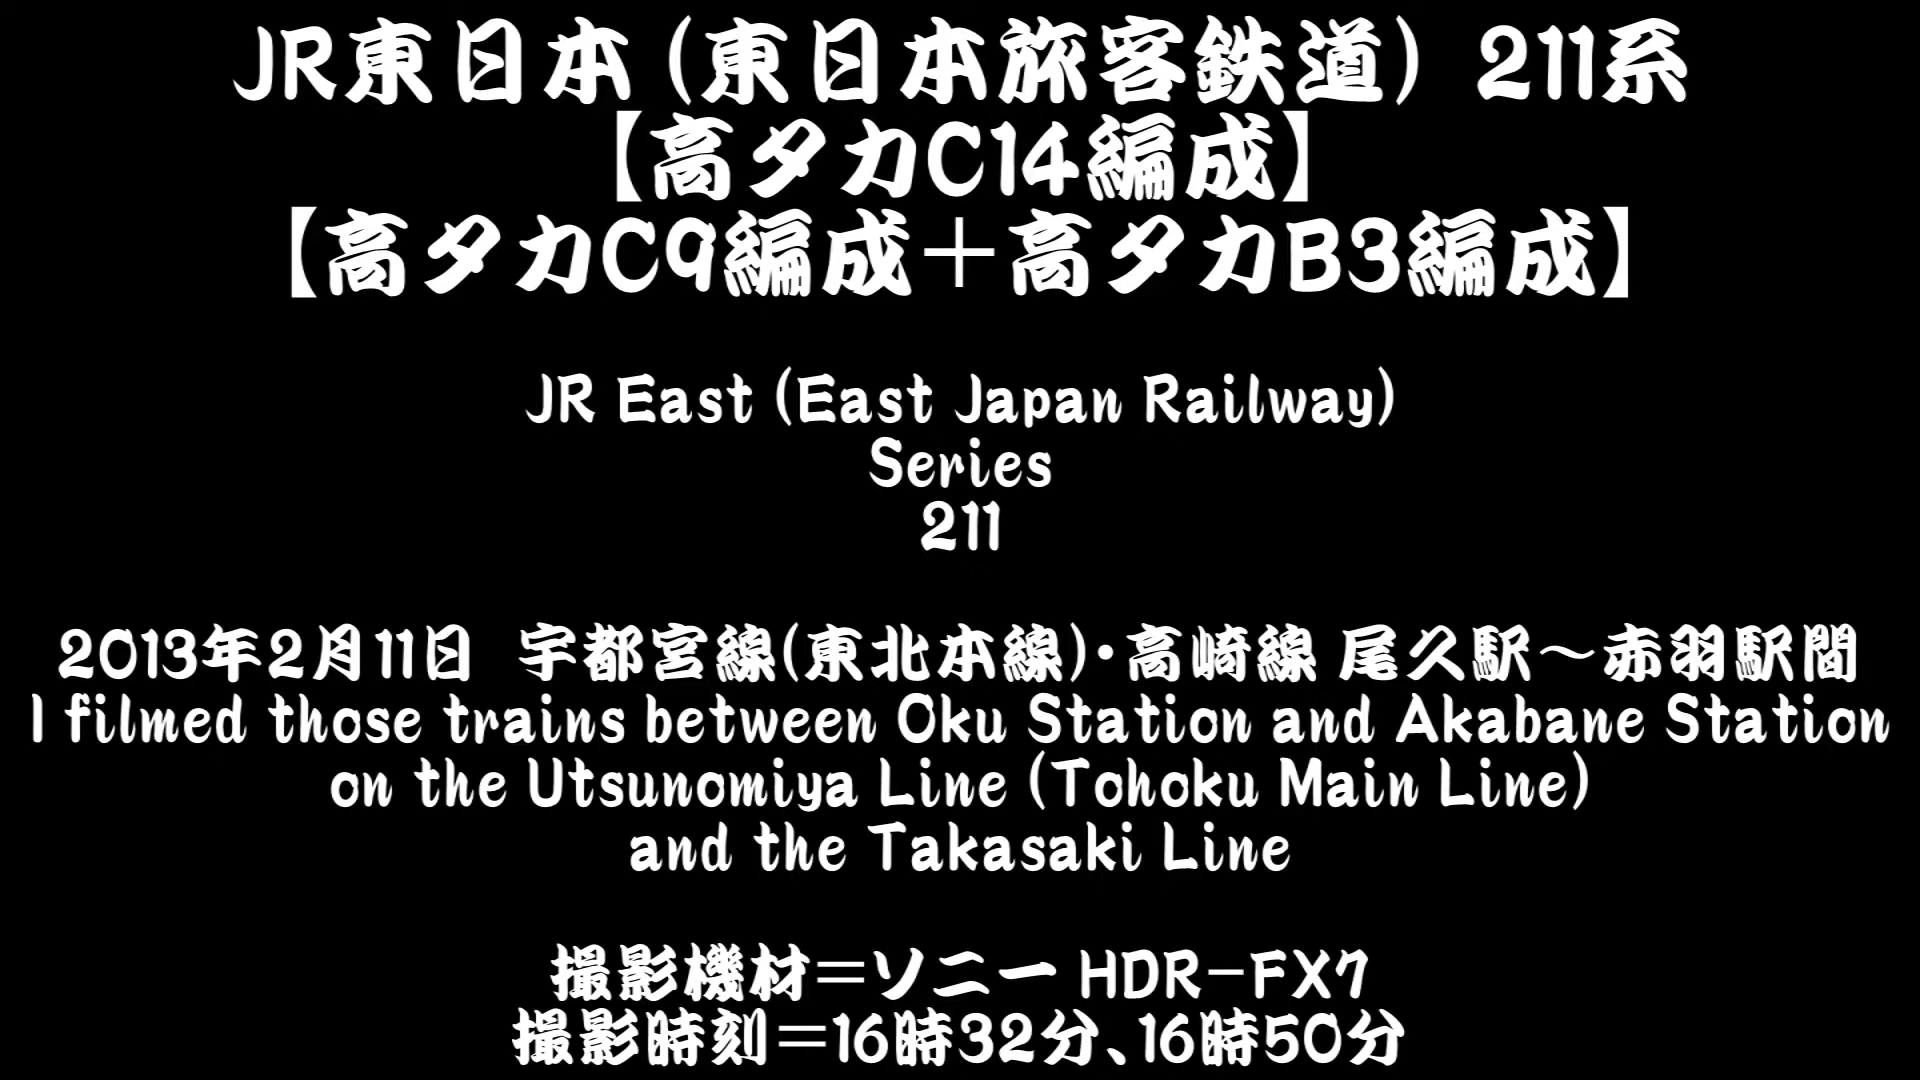 JR東日本(東日本旅客鉄道) 211系
【高タカC14編成】
【高タカC9編成＋高タカB3編成】
JR East (East Japan Railway)
Series
211
2013年2月11日 宇都宮線(東北本線)・高崎線 尾久駅～赤羽駅間
I filmed those trains between Oku Station and Akabane Station
on the Utsunomiya Line (Tohoku Main Line)
and the Takasaki Line
撮影機材＝ソニー HDR-FX7
撮影時刻＝16時32分、16時50分